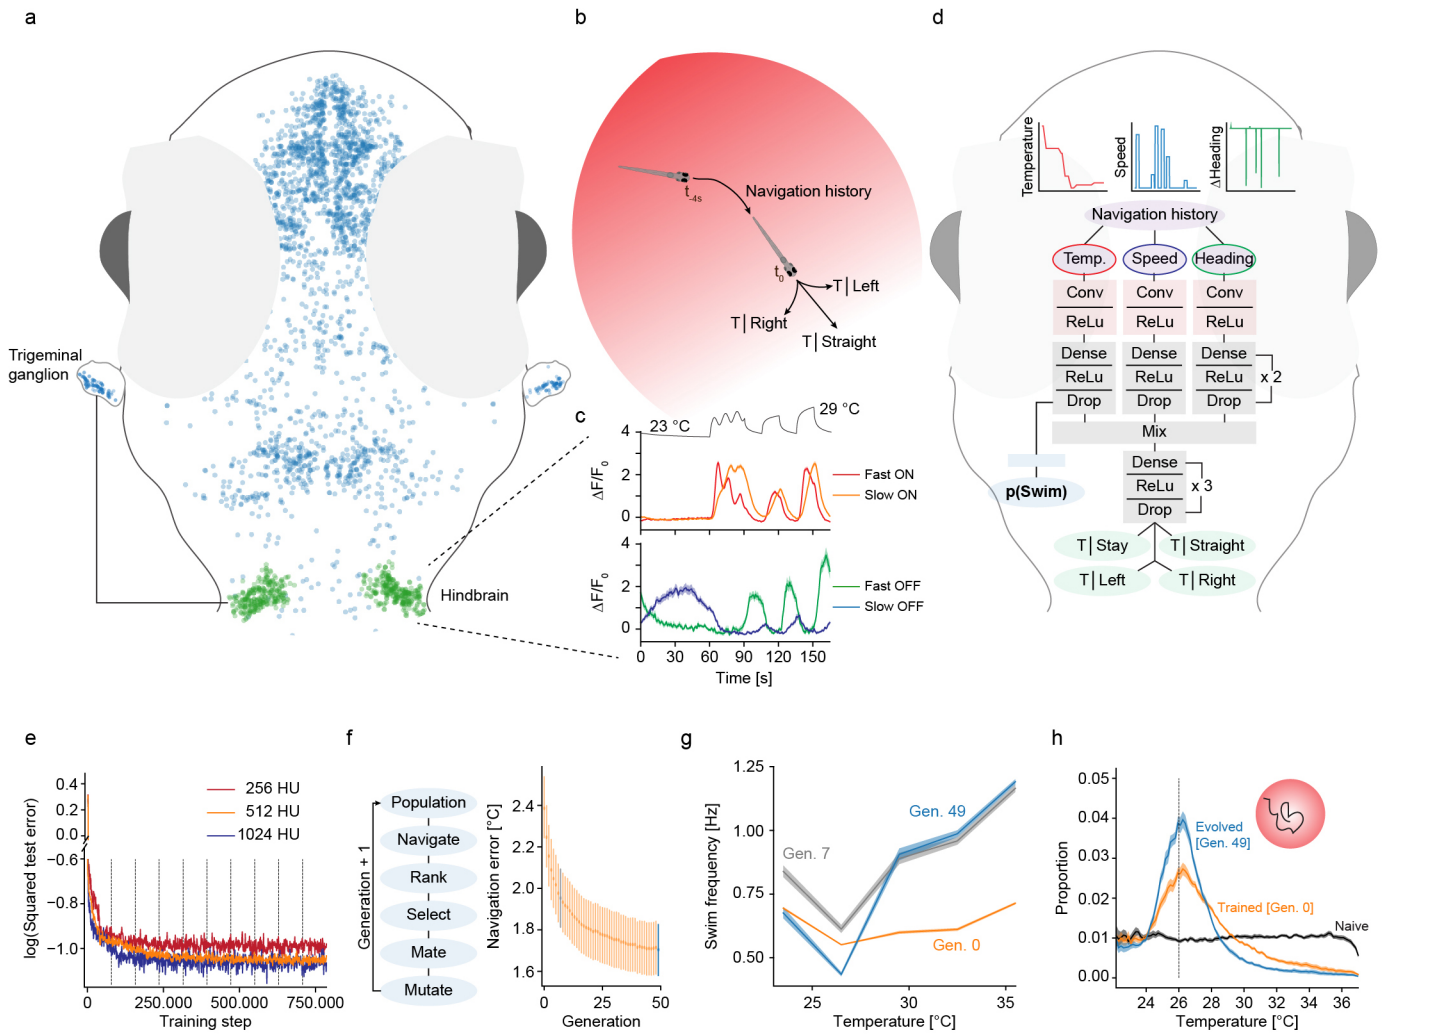 a
b
d
Trigeminal
ganglion
Hindbrain
t-4s
Navigation history
t0
T|Left
T|Right
T|Straight
c
23 °C
29 °C
4
2
0
ΔF/F0
Fast ON
Slow ON
4
2
0
ΔF/F0
Fast OFF
Slow OFF
0 30 60 90 120 150
Time [s]
Temperature
Speed
ΔHeading
Navigation history
Temp. Speed Heading
Conv Conv Conv
ReLu ReLu ReLu
Dense Dense Dense
ReLu ReLu ReLu
x 2
Drop Drop Drop
Mix
Dense
ReLu
x 3
Drop
p(Swim)
T|Stay T|Straight
T|Left T|Right
e
log(Squared test error)
0.4
0.2
0.0
-0.6
-0.8
-1.0
256 HU
512 HU
1024 HU
0 250.000 500.000 750.000
Training step
f
Generation + 1
Population
Navigate
Rank
Select
Mate
Mutate
Navigation error [°C]
2.4
2.2
2.0
1.8
1.6
0 25 50
Generation
g
Swim frequency [Hz]
1.25
1.00
0.75
0.50
Gen. 49
Gen. 7
Gen. 0
25 30 35
Temperature [°C]
h
Proportion
0.05
0.04
0.03
0.02
0.01
0.00
Evolved
[Gen. 49]
Trained [Gen. 0]
Naive
24 26 28 30 32 34 36
Temperature [°C]